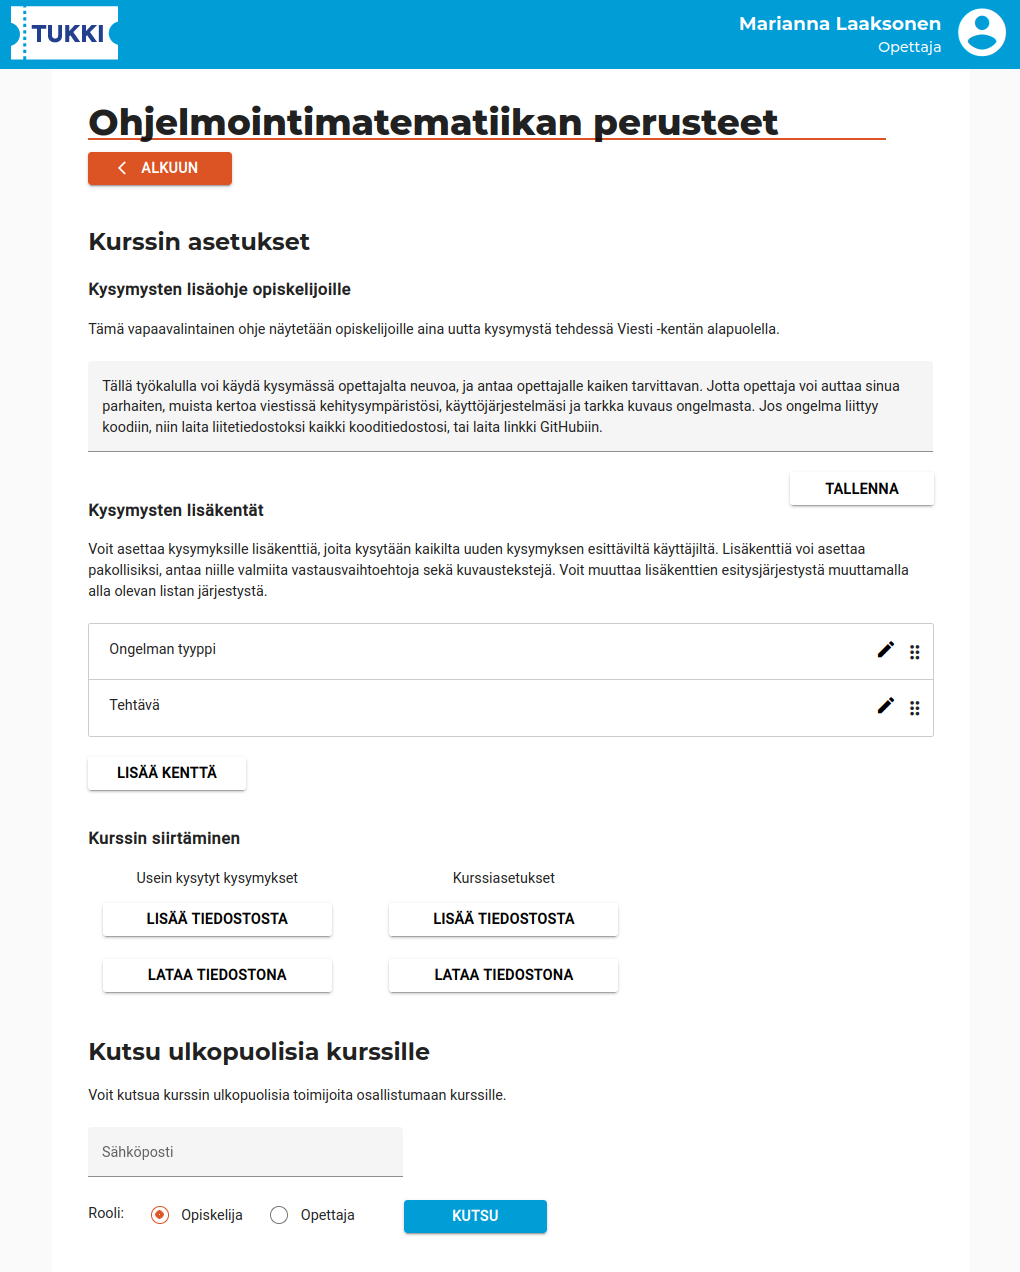 TUKKI
Marianna Laaksonen
Opettaja
Ohjelmointimatematiikan perusteet
ALKUUN
Kurssin asetukset
Kysymysten lisäohje opiskelijoille
Tämä vapaavalintainen ohje näytetään opiskelijoille aina uutta kysymystä tehdessä Viesti -kentän alapuolella.
Tällä työkalulla voi käydä kysymässä opettajalta neuvoa, ja antaa opettajalle kaiken tarvittavan. Jotta opettaja voi auttaa sinua
parhaiten, muista kertoa viestissä kehitysympäristösi, käyttöjärjestelmäsi ja tarkka kuvaus ongelmasta. Jos ongelma liittyy
koodiin, niin laita liitetiedostoksi kaikki kooditiedostosi, tai laita linkki GitHubiin.
TALLENNA
Kysymysten lisäkentät
Voit asettaa kysymyksille lisäkenttiä, joita kysytään kaikilta uuden kysymyksen esittäviltä käyttäjiltä. Lisäkenttiä voi asettaa
pakollisiksi, antaa niille valmiita vastausvaihtoehtoja sekä kuvaustekstejä. Voit muuttaa lisäkenttien esitysjärjestystä muuttamalla
alla olevan listan järjestystä.
Ongelman tyyppi
Tehtävä
LISÄÄ KENTTÄ
Kurssin siirtäminen
Usein kysytyt kysymykset
Kurssiasetukset
LISÄÄ TIEDOSTOSTA
LISÄÄ TIEDOSTOSTA
LATAA TIEDOSTONA
LATAA TIEDOSTONA
Kutsu ulkopuolisia kurssille
Voit kutsua kurssin ulkopuolisia toimijoita osallistumaan kurssille.
Sähköposti
Rooli:
Opiskelija
Opettaja
KUTSU